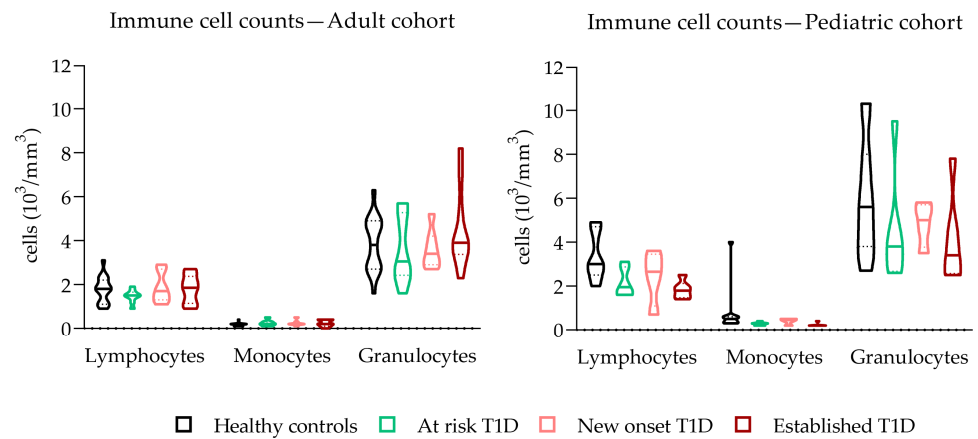 Immune cell counts—Adult cohort
12
10
8
6
4
2
0
cells (10³/mm³)
Lymphocytes Monocytes Granulocytes
Immune cell counts—Pediatric cohort
12
10
8
6
4
2
0
cells (10³/mm³)
Lymphocytes Monocytes Granulocytes
Healthy controls At risk T1D New onset T1D Established T1D